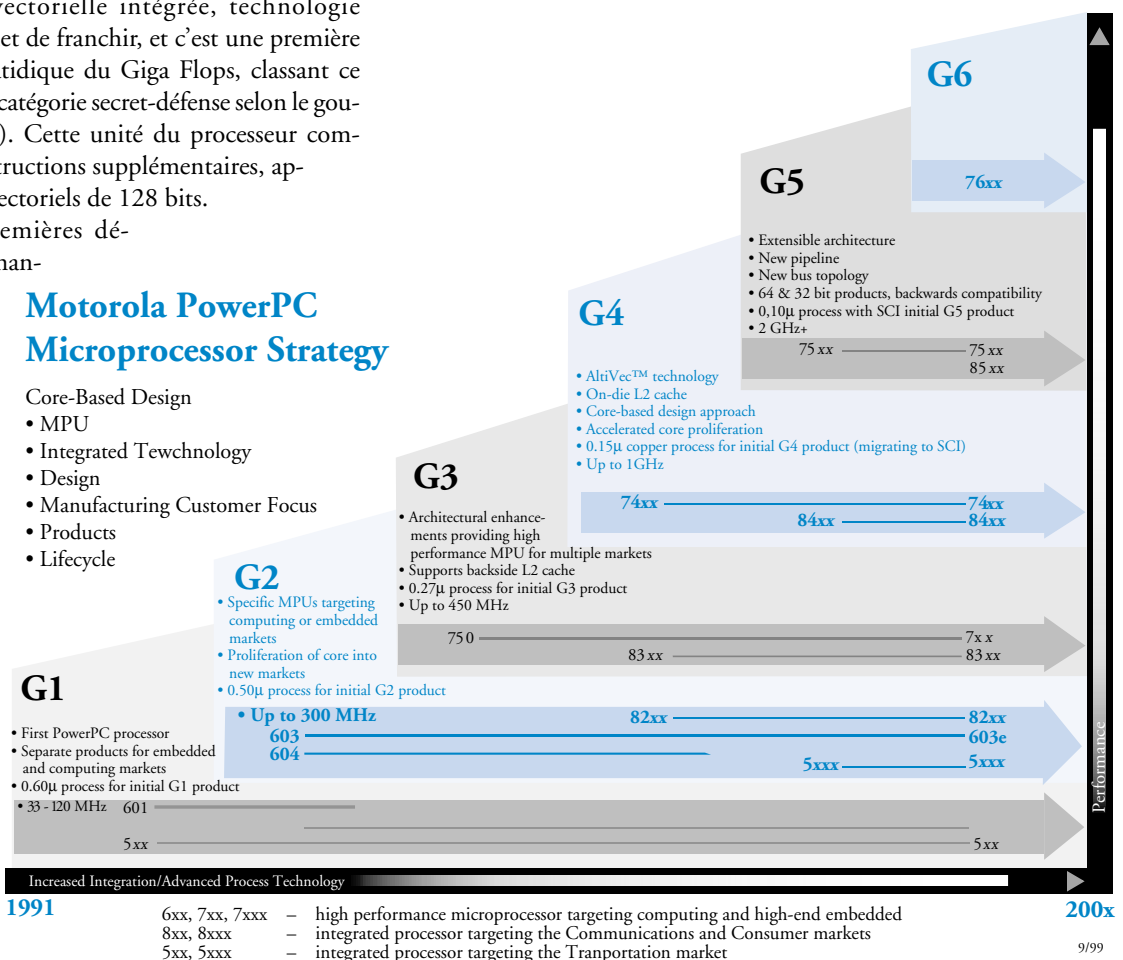 vectorielle intégrée, technologie
et de franchir, et c'est une première
tidique du Giga Flops, classant ce
catégorie secret-défense selon le gou-
). Cette unité du processeur com-
tructions supplémentaires, ap-
ectoriels de 128 bits.
emières dé-
nan-
Motorola PowerPC
Microprocessor Strategy
Core-Based Design
• MPU
• Integrated Tewchnology
• Design
• Manufacturing Customer Focus
• Products
• Lifecycle
G6
76xx
G5
• Extensible architecture
• New pipeline
• New bus topology
• 64 & 32 bit products, backwards compatibility
• 0,10µ process with SCI initial G5 product
• 2 GHz+
75xx 75xx
85xx
G4
• AltiVec™ technology
• On-die L2 cache
• Core-based design approach
• Accelerated core proliferation
• 0.15µ copper process for initial G4 product (migrating to SCI)
• Up to 1GHz
74xx 74xx
84xx 84xx
G3
• Architectural enhance-
ments providing high
performance MPU for multiple markets
• Supports backside L2 cache
• 0.27µ process for initial G3 product
• Up to 450 MHz
750 7xx
83xx 83xx
G2
• Specific MPUs targeting
computing or embedded
markets
• Proliferation of core into
new markets
• 0.50µ process for initial G2 product
• Up to 300 MHz 82xx 82xx
603 603e
604
5xxx 5xxx
G1
• First PowerPC processor
• Separate products for embedded
and computing markets
• 0.60µ process for initial G1 product
• 33 - 120 MHz 601
5xx 5xx
Performance
Increased Integration/Advanced Process Technology
1991 200x
6xx, 7xx, 7xxx – high performance microprocessor targeting computing and high-end embedded
8xx, 8xxx – integrated processor targeting the Communications and Consumer markets
5xx, 5xxx – integrated processor targeting the Tranportation market
9/99